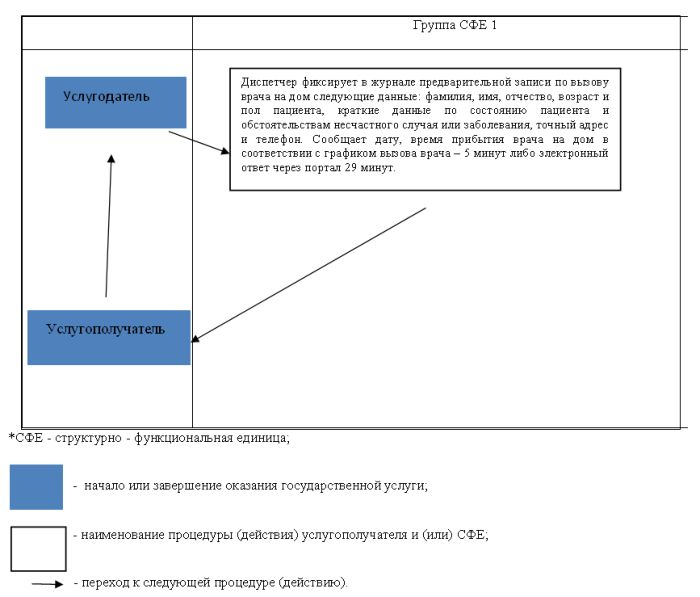 Группа СФЕ 1
Услугодатель
Диспетчер фиксирует в журнале предварительной записи по вызову
врача на дом следующие данные: фамилия, имя, отчество, возраст и
пол пациента, краткие данные по состоянию пациента и
обстоятельствам несчастного случая или заболевания, точный адрес
и телефон. Сообщает дату, время прибытия врача на дом в
соответствии с графиком вызова врача – 5 минут либо электронный
ответ через портал 29 минут.
Услугополучатель
*СФЕ - структурно - функциональная единица;
- начало или завершение оказания государственной услуги;
- наименование процедуры (действия) услугополучателя и (или) СФЕ;
- переход к следующей процедуре (действию).